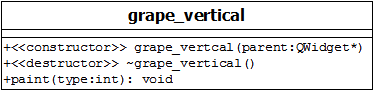 grape_vertical
+<<constructor>> grape_vertcal(parent:QWidget*)
+<<destructor>> ~grape_vertical()
+paint(type:int): void